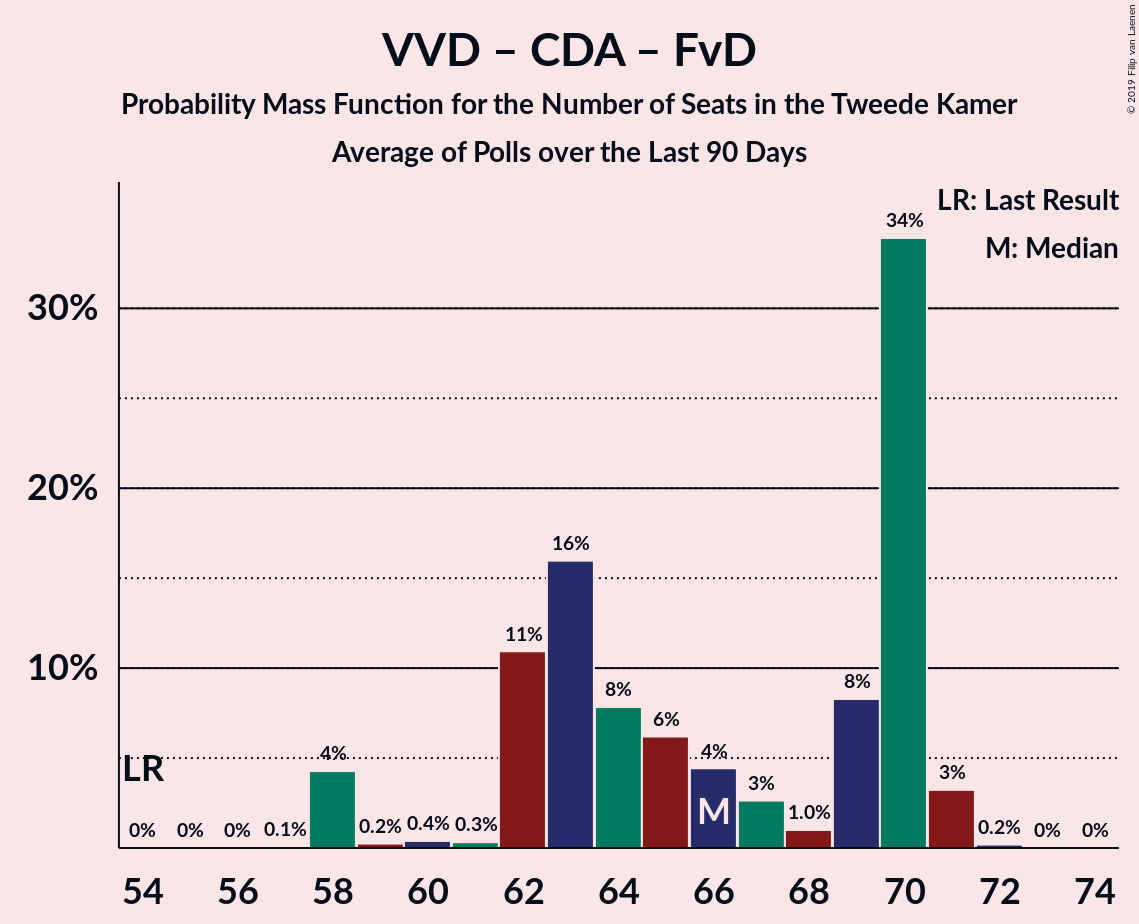 VVD – CDA – FvD
Probability Mass Function for the Number of Seats in the Tweede Kamer
Average of Polls over the Last 90 Days
© 2019 Filip van Laenen
LR: Last Result
M: Median
30%
20%
10%
LR
0%
0%
0%
0.1%
4%
0.2%
0.4%
0.3%
11%
16%
8%
6%
4%
M
3%
1.0%
8%
34%
3%
0.2%
0%
0%
54 56 58 60 62 64 66 68 70 72 74